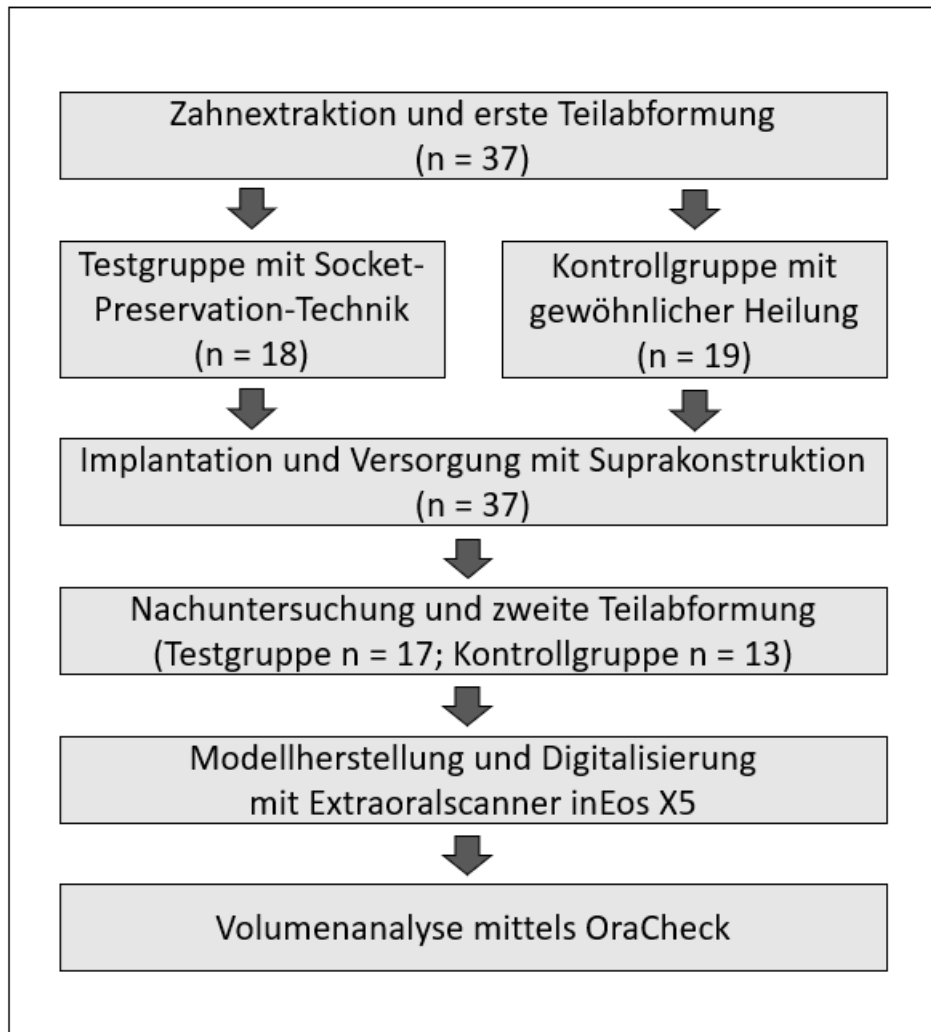 Zahnextraktion und erste Teilabformung
(n = 37)
Testgruppe mit Socket-
Preservation-Technik
(n = 18)
Kontrollgruppe mit
gewöhnlicher Heilung
(n = 19)
Implantation und Versorgung mit Suprakonstruktion
(n = 37)
Nachuntersuchung und zweite Teilabformung
(Testgruppe n = 17; Kontrollgruppe n = 13)
Modellherstellung und Digitalisierung
mit Extraoralscanner inEos X5
Volumenanalyse mittels OraCheck